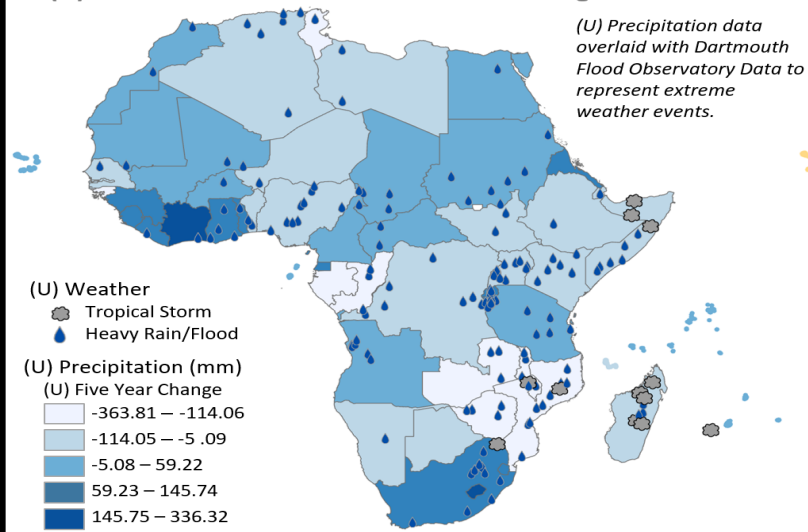 (U) Precipitation data
overlaid with Dartmouth
Flood Observatory Data to
represent extreme
weather events.
(U) Weather
Tropical Storm
Heavy Rain/Flood
(U) Precipitation (mm)
(U) Five Year Change
-363.81 – -114.06
-114.05 – -5 .09
-5.08 – 59.22
59.23 – 145.74
145.75 – 336.32